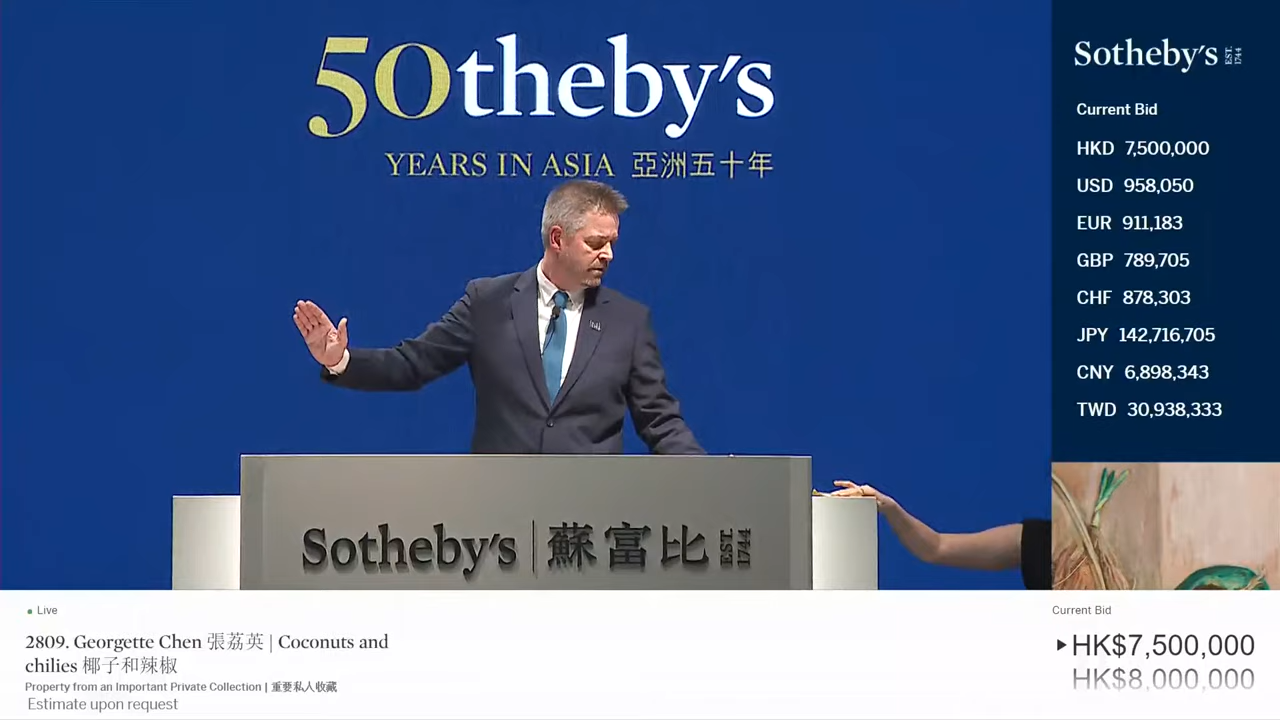 50theby's
YEARS IN ASIA 亞洲五十年
Sotheby's EST. 1744
Current Bid
HKD 7,500,000
USD 958,050
EUR 911,183
GBP 789,705
CHF 878,303
JPY 142,716,705
CNY 6,898,343
TWD 30,938,333
Sotheby's | 蘇富比 EST. 1744
Live
2809. Georgette Chen 張荔英 | Coconuts and
chilies 椰子和辣椒
Property from an Important Private Collection | 重要私人收藏
Estimate upon request
Current Bid
HK$7,500,000
HK$8,000,000